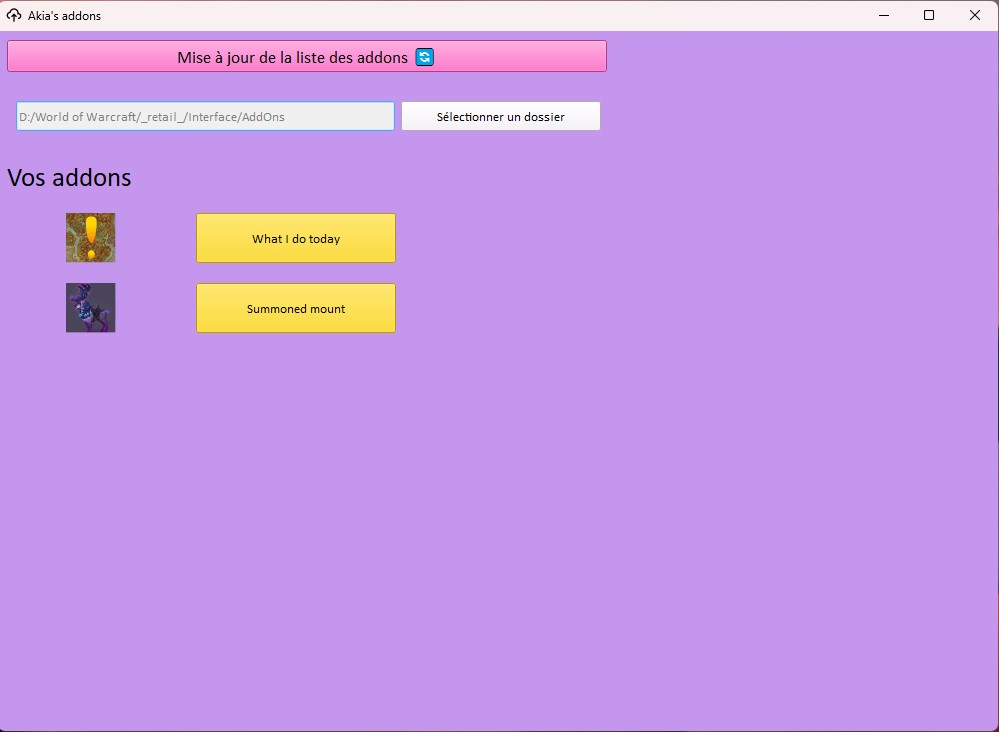 Akia's addons
Mise à jour de la liste des addons 🔄
D:/World of Warcraft/_retail_/Interface/AddOns
Sélectionner un dossier
Vos addons
What I do today
Summoned mount